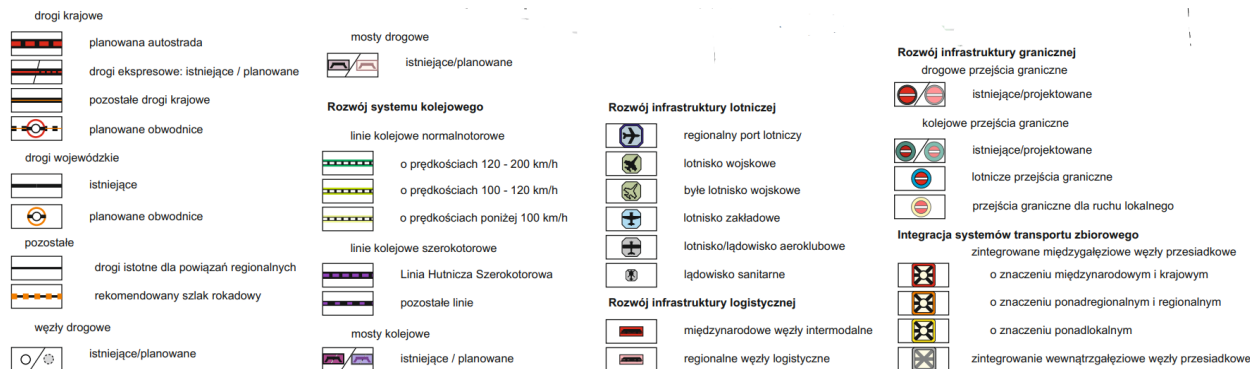 drogi krajowe
planowana autostrada
drogi ekspresowe: istniejące / planowane
pozostałe drogi krajowe
planowane obwodnice
drogi wojewódzkie
istniejące
planowane obwodnice
pozostałe
drogi istotne dla powiązań regionalnych
rekomendowany szlak rokadowy
węzły drogowe
istniejące/planowane
mosty drogowe
istniejące/planowane
Rozwój systemu kolejowego
linie kolejowe normalnotorowe
o prędkościach 120 - 200 km/h
o prędkościach 100 - 120 km/h
o prędkościach poniżej 100 km/h
linie kolejowe szerokotorowe
Linia Hutnicza Szerokotorowa
pozostałe linie
mosty kolejowe
istniejące / planowane
Rozwój infrastruktury lotniczej
regionalny port lotniczy
lotnisko wojskowe
byłe lotnisko wojskowe
lotnisko zakładowe
lotnisko/lądowisko aeroklubowe
lądowisko sanitarne
Rozwój infrastruktury logistycznej
międzynarodowe węzły intermodalne
regionalne węzły logistyczne
Rozwój infrastruktury granicznej
drogowe przejścia graniczne
istniejące/projektowane
kolejowe przejścia graniczne
istniejące/projektowane
lotnicze przejścia graniczne
przejścia graniczne dla ruchu lokalnego
Integracja systemów transportu zbiorowego
zintegrowane międzygałęziowe węzły przesiadkowe
o znaczeniu międzynarodowym i krajowym
o znaczeniu ponadregionalnym i regionalnym
o znaczeniu ponadlokalnym
zintegrowanie wewnątrzgałęziowe węzły przesiadkowe